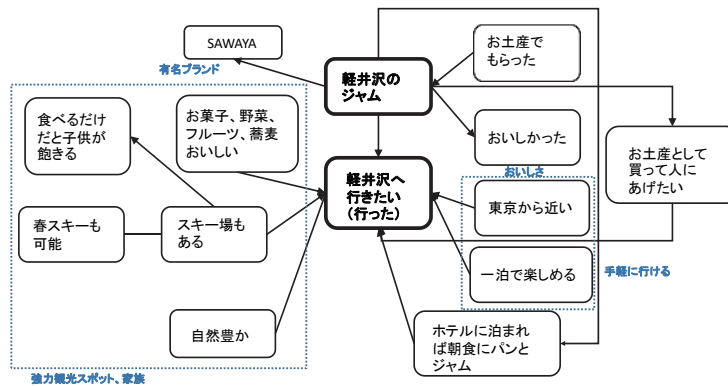 SAWAYA
有名ブランド
軽井沢の
ジャム
お土産で
もらった
食べるだけ
だと子供が
飽きる
お菓子、野菜、
フルーツ、蕎麦
おいしい
おいしかった
おいしさ
お土産として
買って人に
あげたい
軽井沢へ
行きたい
(行った)
東京から近い
春スキーも
可能
スキー場も
ある
一泊で楽しめる
手軽に行ける
自然豊か
ホテルに泊まれ
ば朝食にパンと
ジャム
強力観光スポット、家族